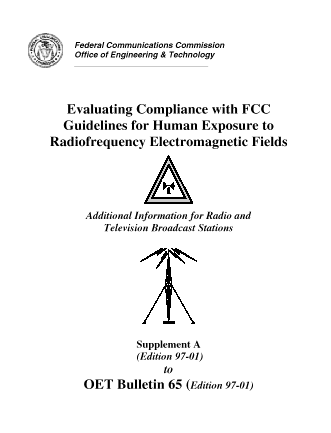 Federal Communications Commission
Office of Engineering & Technology
Evaluating Compliance with FCC
Guidelines for Human Exposure to
Radiofrequency Electromagnetic Fields
Additional Information for Radio and
Television Broadcast Stations
Supplement A
(Edition 97-01)
to
OET Bulletin 65 (Edition 97-01)